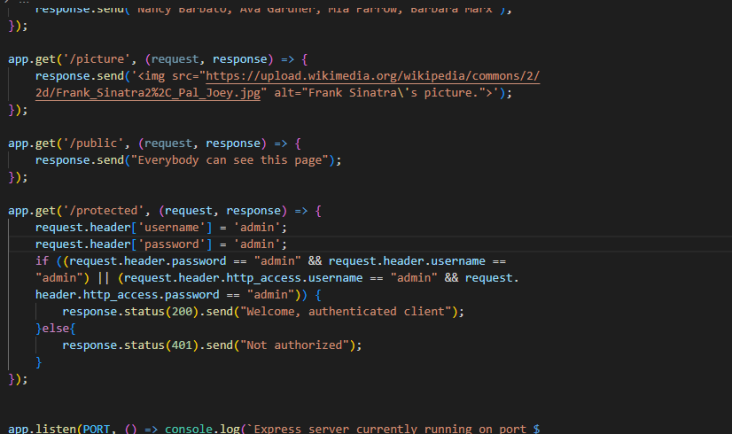 response.send("Nancy Barbato, Ava Gardner, Mia Farrow, Barbara Marx");
});
app.get('/picture', (request, response) => {
response.send('<img src="https://upload.wikimedia.org/wikipedia/commons/2/
2d/Frank_Sinatra2%2C_Pal_Joey.jpg" alt="Frank Sinatra\'s picture.">');
});
app.get('/public', (request, response) => {
response.send("Everybody can see this page");
});
app.get('/protected', (request, response) => {
request.header['username'] = 'admin';
request.header['password'] = 'admin';
if ((request.header.password == "admin" && request.header.username ==
"admin") || (request.header.http_access.username == "admin" && request.
header.http_access.password == "admin")) {
response.status(200).send("Welcome, authenticated client");
}else{
response.status(401).send("Not authorized");
}
});
app.listen(PORT, () => console.log(`Express server currently running on port $